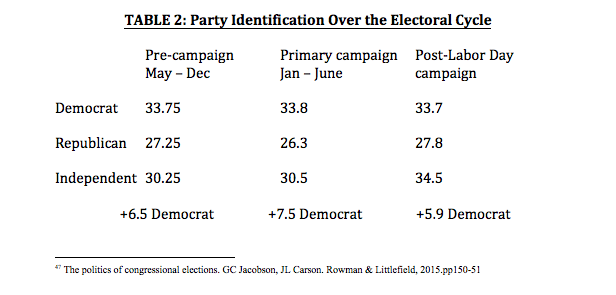 TABLE 2: Party Identification Over the Electoral Cycle
Pre-campaign Primary campaign Post-Labor Day
May – Dec Jan – June campaign
Democrat 33.75 33.8 33.7
Republican 27.25 26.3 27.8
Independent 30.25 30.5 34.5
+6.5 Democrat +7.5 Democrat +5.9 Democrat
47 The politics of congressional elections. GC Jacobson, JL Carson. Rowman & Littlefield, 2015.pp150-51